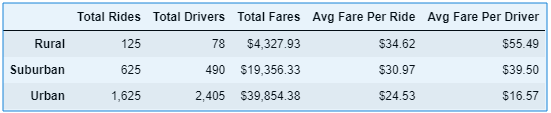 Total Rides Total Drivers Total Fares Avg Fare Per Ride Avg Fare Per Driver
Rural 125 78 $4,327.93 $34.62 $55.49
Suburban 625 490 $19,356.33 $30.97 $39.50
Urban 1,625 2,405 $39,854.38 $24.53 $16.57